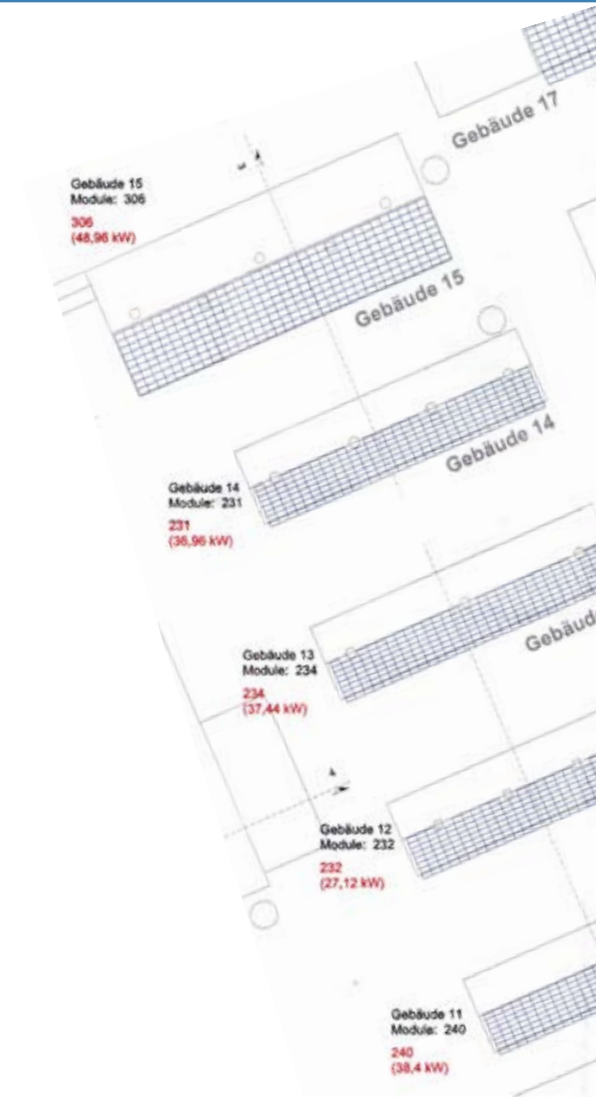 Gebäude 17
Gebäude 15
Module: 306
306
(48,96 kW)
Gebäude 15
Gebäude 14
Gebäude 14
Module: 231
231
(36,96 kW)
Gebäude 13
Module: 234
234
(37,44 kW)
Gebäude 12
Module: 232
232
(27,12 kW)
Gebäude 11
Module: 240
240
(38,4 kW)